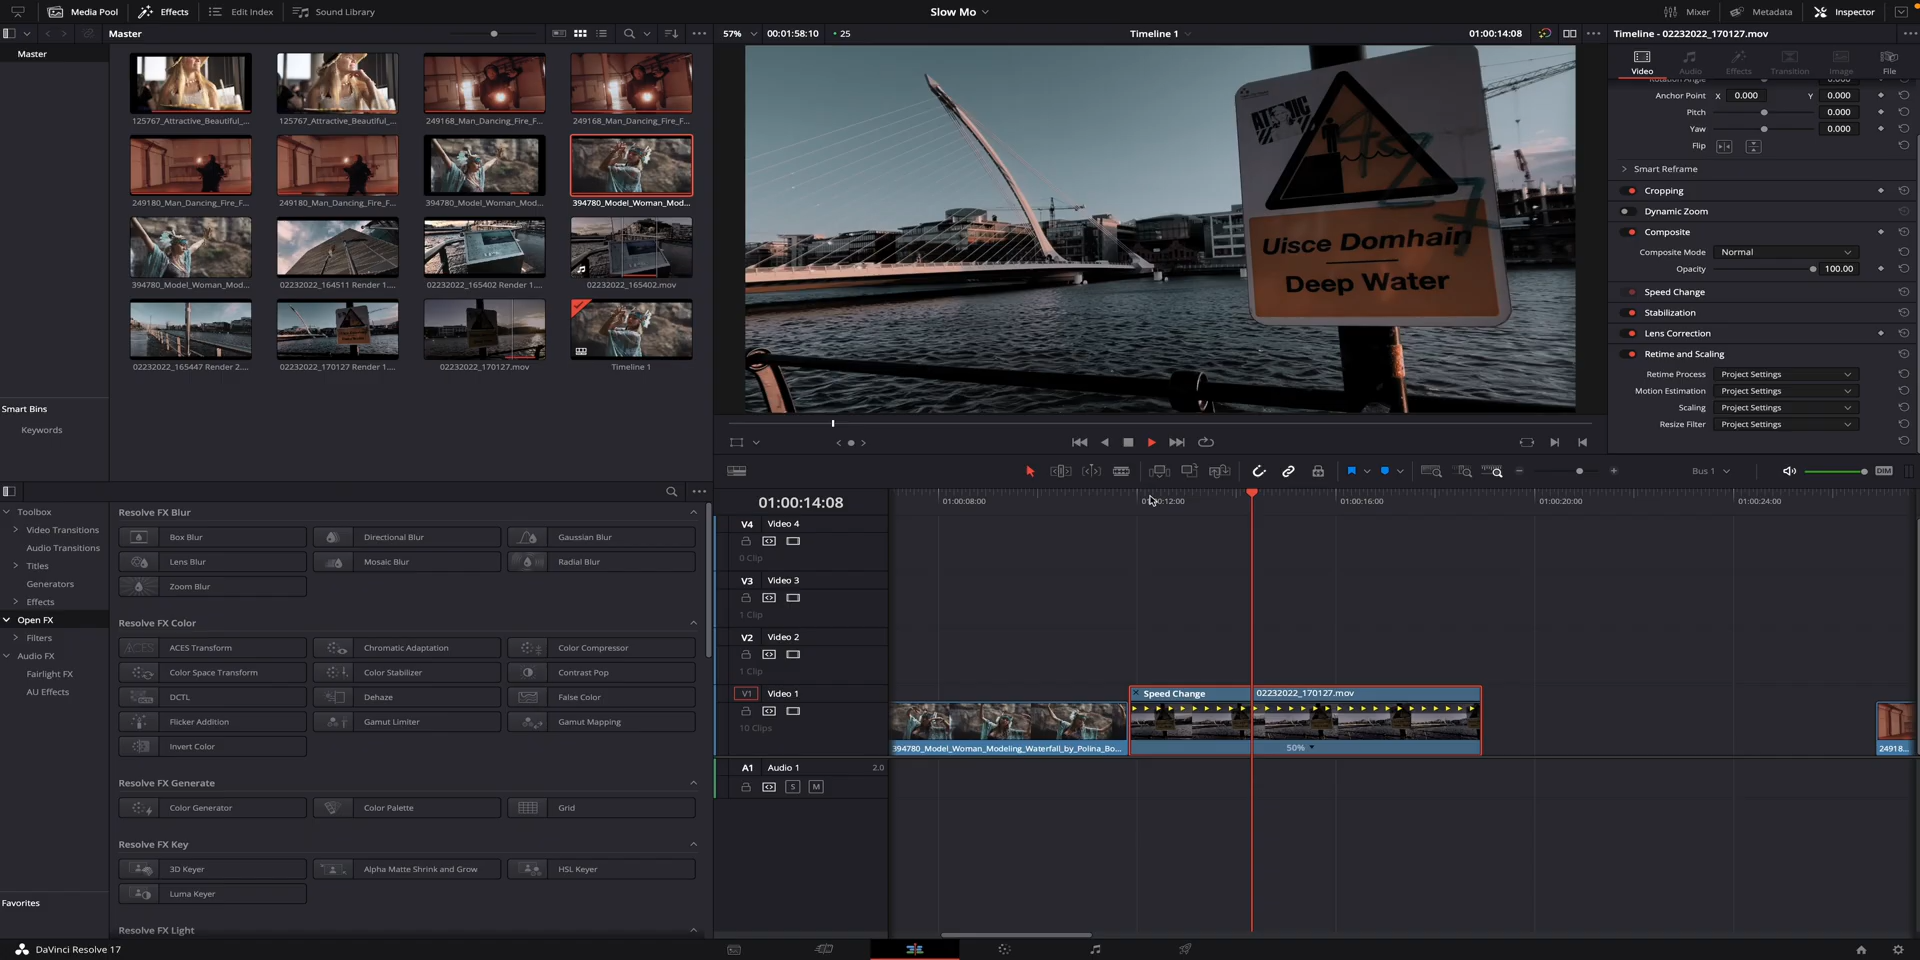 Media Pool Effects Edit Index Sound Library Slow Mo Mixer Metadata Inspector
Master 57% 00:01:58:10 25 Timeline 1 01:00:14:08 Timeline - 02232022_170127.mov
Master
Video Audio Effects Transition Image File
125767_Attractive_Beautiful_... 125767_Attractive_Beautiful_... 249168_Man_Dancing_Fire_F... 249168_Man_Dancing_Fire_F...
249180_Man_Dancing_Fire_F... 249180_Man_Dancing_Fire_F... 394780_Model_Woman_Mod... 394780_Model_Woman_Mod...
394780_Model_Woman_Mod... 02232022_164511 Render 1.... 02232022_165402 Render 1.... 02232022_165402.mov
02232022_165447 Render 2.... 02232022_170127 Render 1.... 02232022_170127.mov Timeline 1
Smart Bins
Keywords
Uisce Domhain
Deep Water
Rotation Angle 0.000
Anchor Point X 0.000 Y 0.000
Pitch 0.000
Yaw 0.000
Flip
Smart Reframe
Cropping
Dynamic Zoom
Composite
Composite Mode Normal
Opacity 100.00
Speed Change
Stabilization
Lens Correction
Retime and Scaling
Retime Process Project Settings
Motion Estimation Project Settings
Scaling Project Settings
Resize Filter Project Settings
Toolbox
Video Transitions
Audio Transitions
Titles
Generators
Effects
Open FX
Filters
Audio FX
Fairlight FX
AU Effects
Favorites
Resolve FX Blur
Box Blur Directional Blur Gaussian Blur
Lens Blur Mosaic Blur Radial Blur
Zoom Blur
Resolve FX Color
ACES ACES Transform Chromatic Adaptation Color Compressor
Color Space Transform Color Stabilizer Contrast Pop
DCTL Dehaze False Color
Flicker Addition Gamut Limiter Gamut Mapping
Invert Color
Resolve FX Generate
Color Generator Color Palette Grid
Resolve FX Key
3D Keyer Alpha Matte Shrink and Grow HSL Keyer
Luma Keyer
Resolve FX Light
Bus 1 DIM
01:00:14:08 01:00:08:00 01:00:12:00 01:00:16:00 01:00:20:00 01:00:24:00
V4 Video 4
0 Clip
V3 Video 3
1 Clip
V2 Video 2
1 Clip
V1 Video 1
10 Clips
Speed Change 02232022_170127.mov
394780_Model_Woman_Modeling_Waterfall_by_Polina_Bo... 50% 24918...
A1 Audio 1 2.0
S M
DaVinci Resolve 17